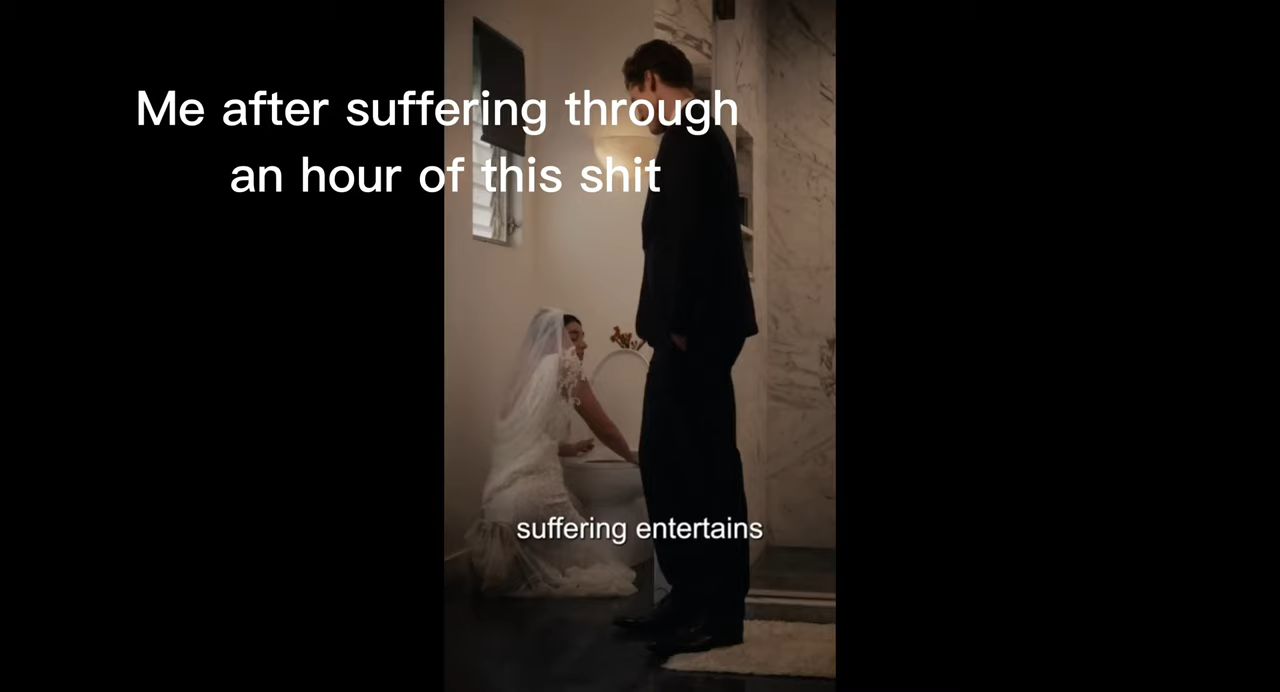 Me after suffering through
an hour of this shit
suffering entertains